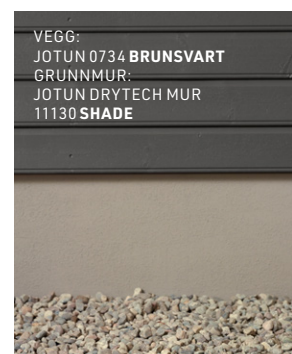 VEGG:
JOTUN 0734 BRUNSVART
GRUNNMUR:
JOTUN DRYTECH MUR
11130 SHADE